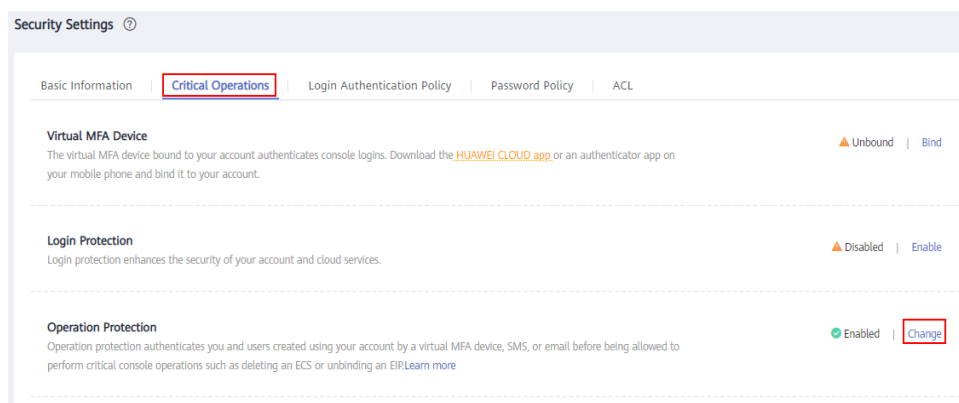 Security Settings ?
Basic Information | Critical Operations | Login Authentication Policy | Password Policy | ACL
Virtual MFA Device
The virtual MFA device bound to your account authenticates console logins. Download the HUAWEI CLOUD app or an authenticator app on
your mobile phone and bind it to your account.
Unbound | Bind
Login Protection
Login protection enhances the security of your account and cloud services.
Disabled | Enable
Operation Protection
Operation protection authenticates you and users created using your account by a virtual MFA device, SMS, or email before being allowed to
perform critical console operations such as deleting an ECS or unbinding an EIP.Learn more
Enabled | Change